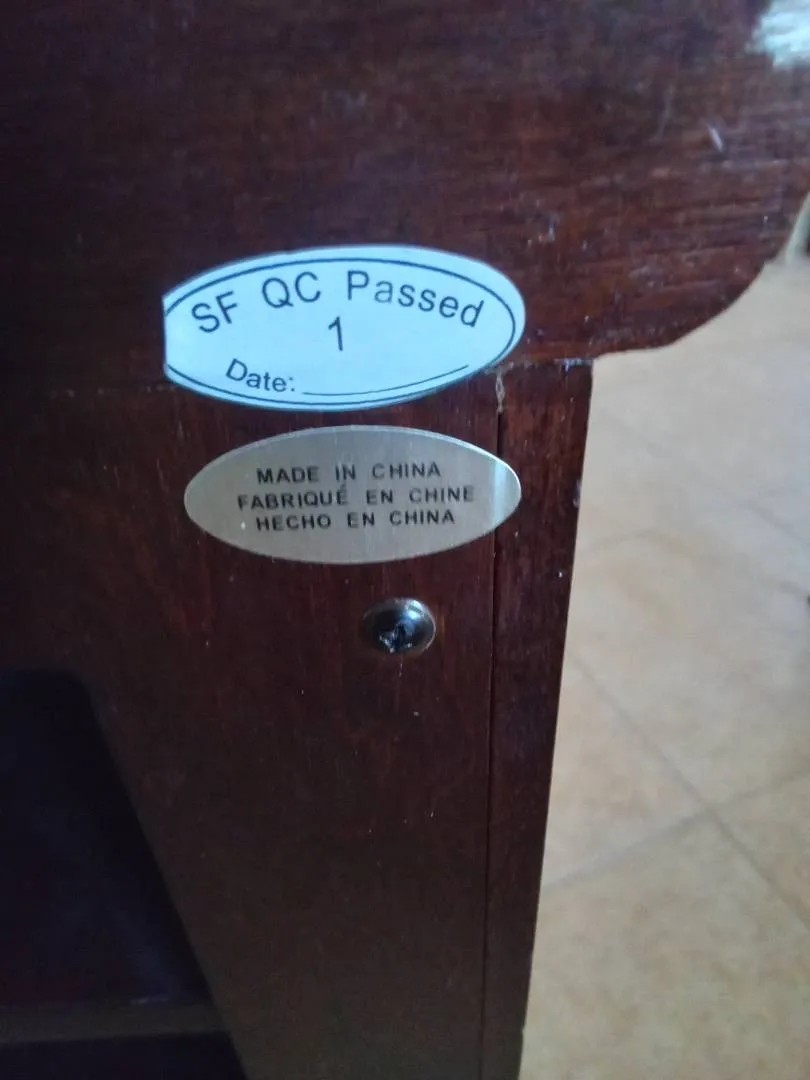 SF QC Passed
1
Date:
MADE IN CHINA
FABRIQUÉ EN CHINE
HECHO EN CHINA